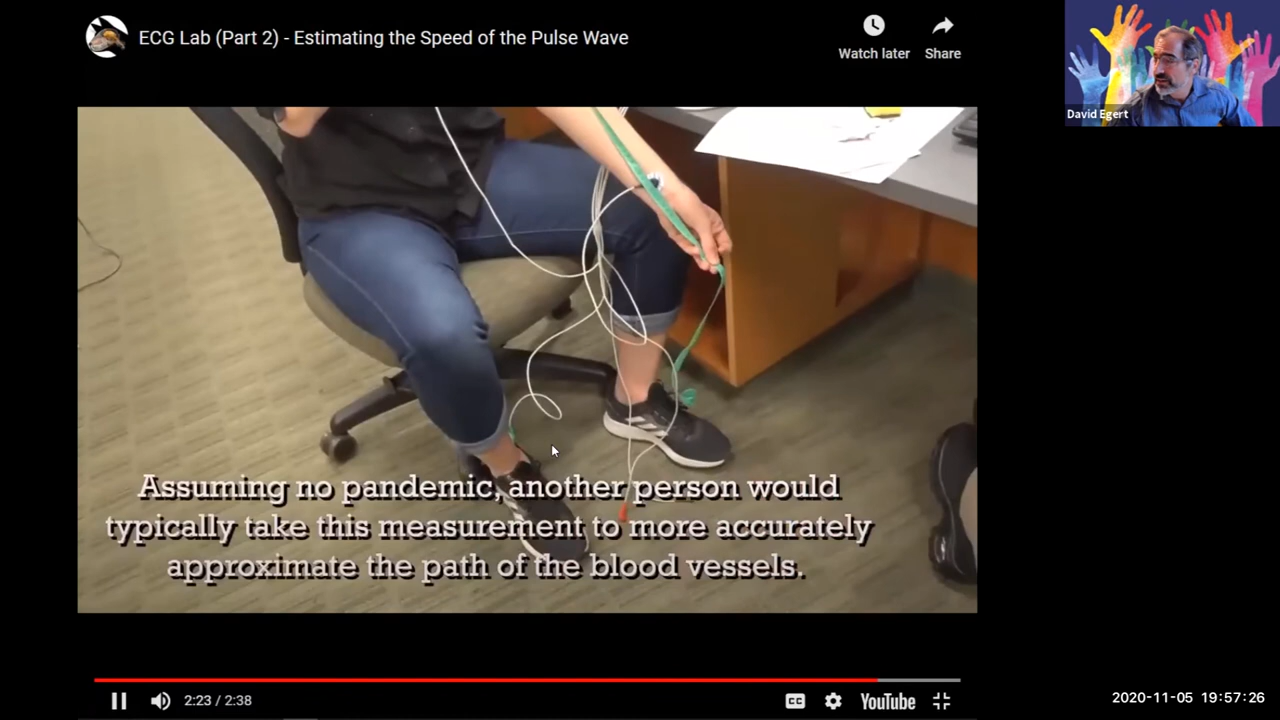 ECG Lab (Part 2) - Estimating the Speed of the Pulse Wave
Watch later
Share
David Egert
Assuming no pandemic, another person would
typically take this measurement to more accurately
approximate the path of the blood vessels.
2:23 / 2:38
CC
YouTube
2020-11-05 19:57:26